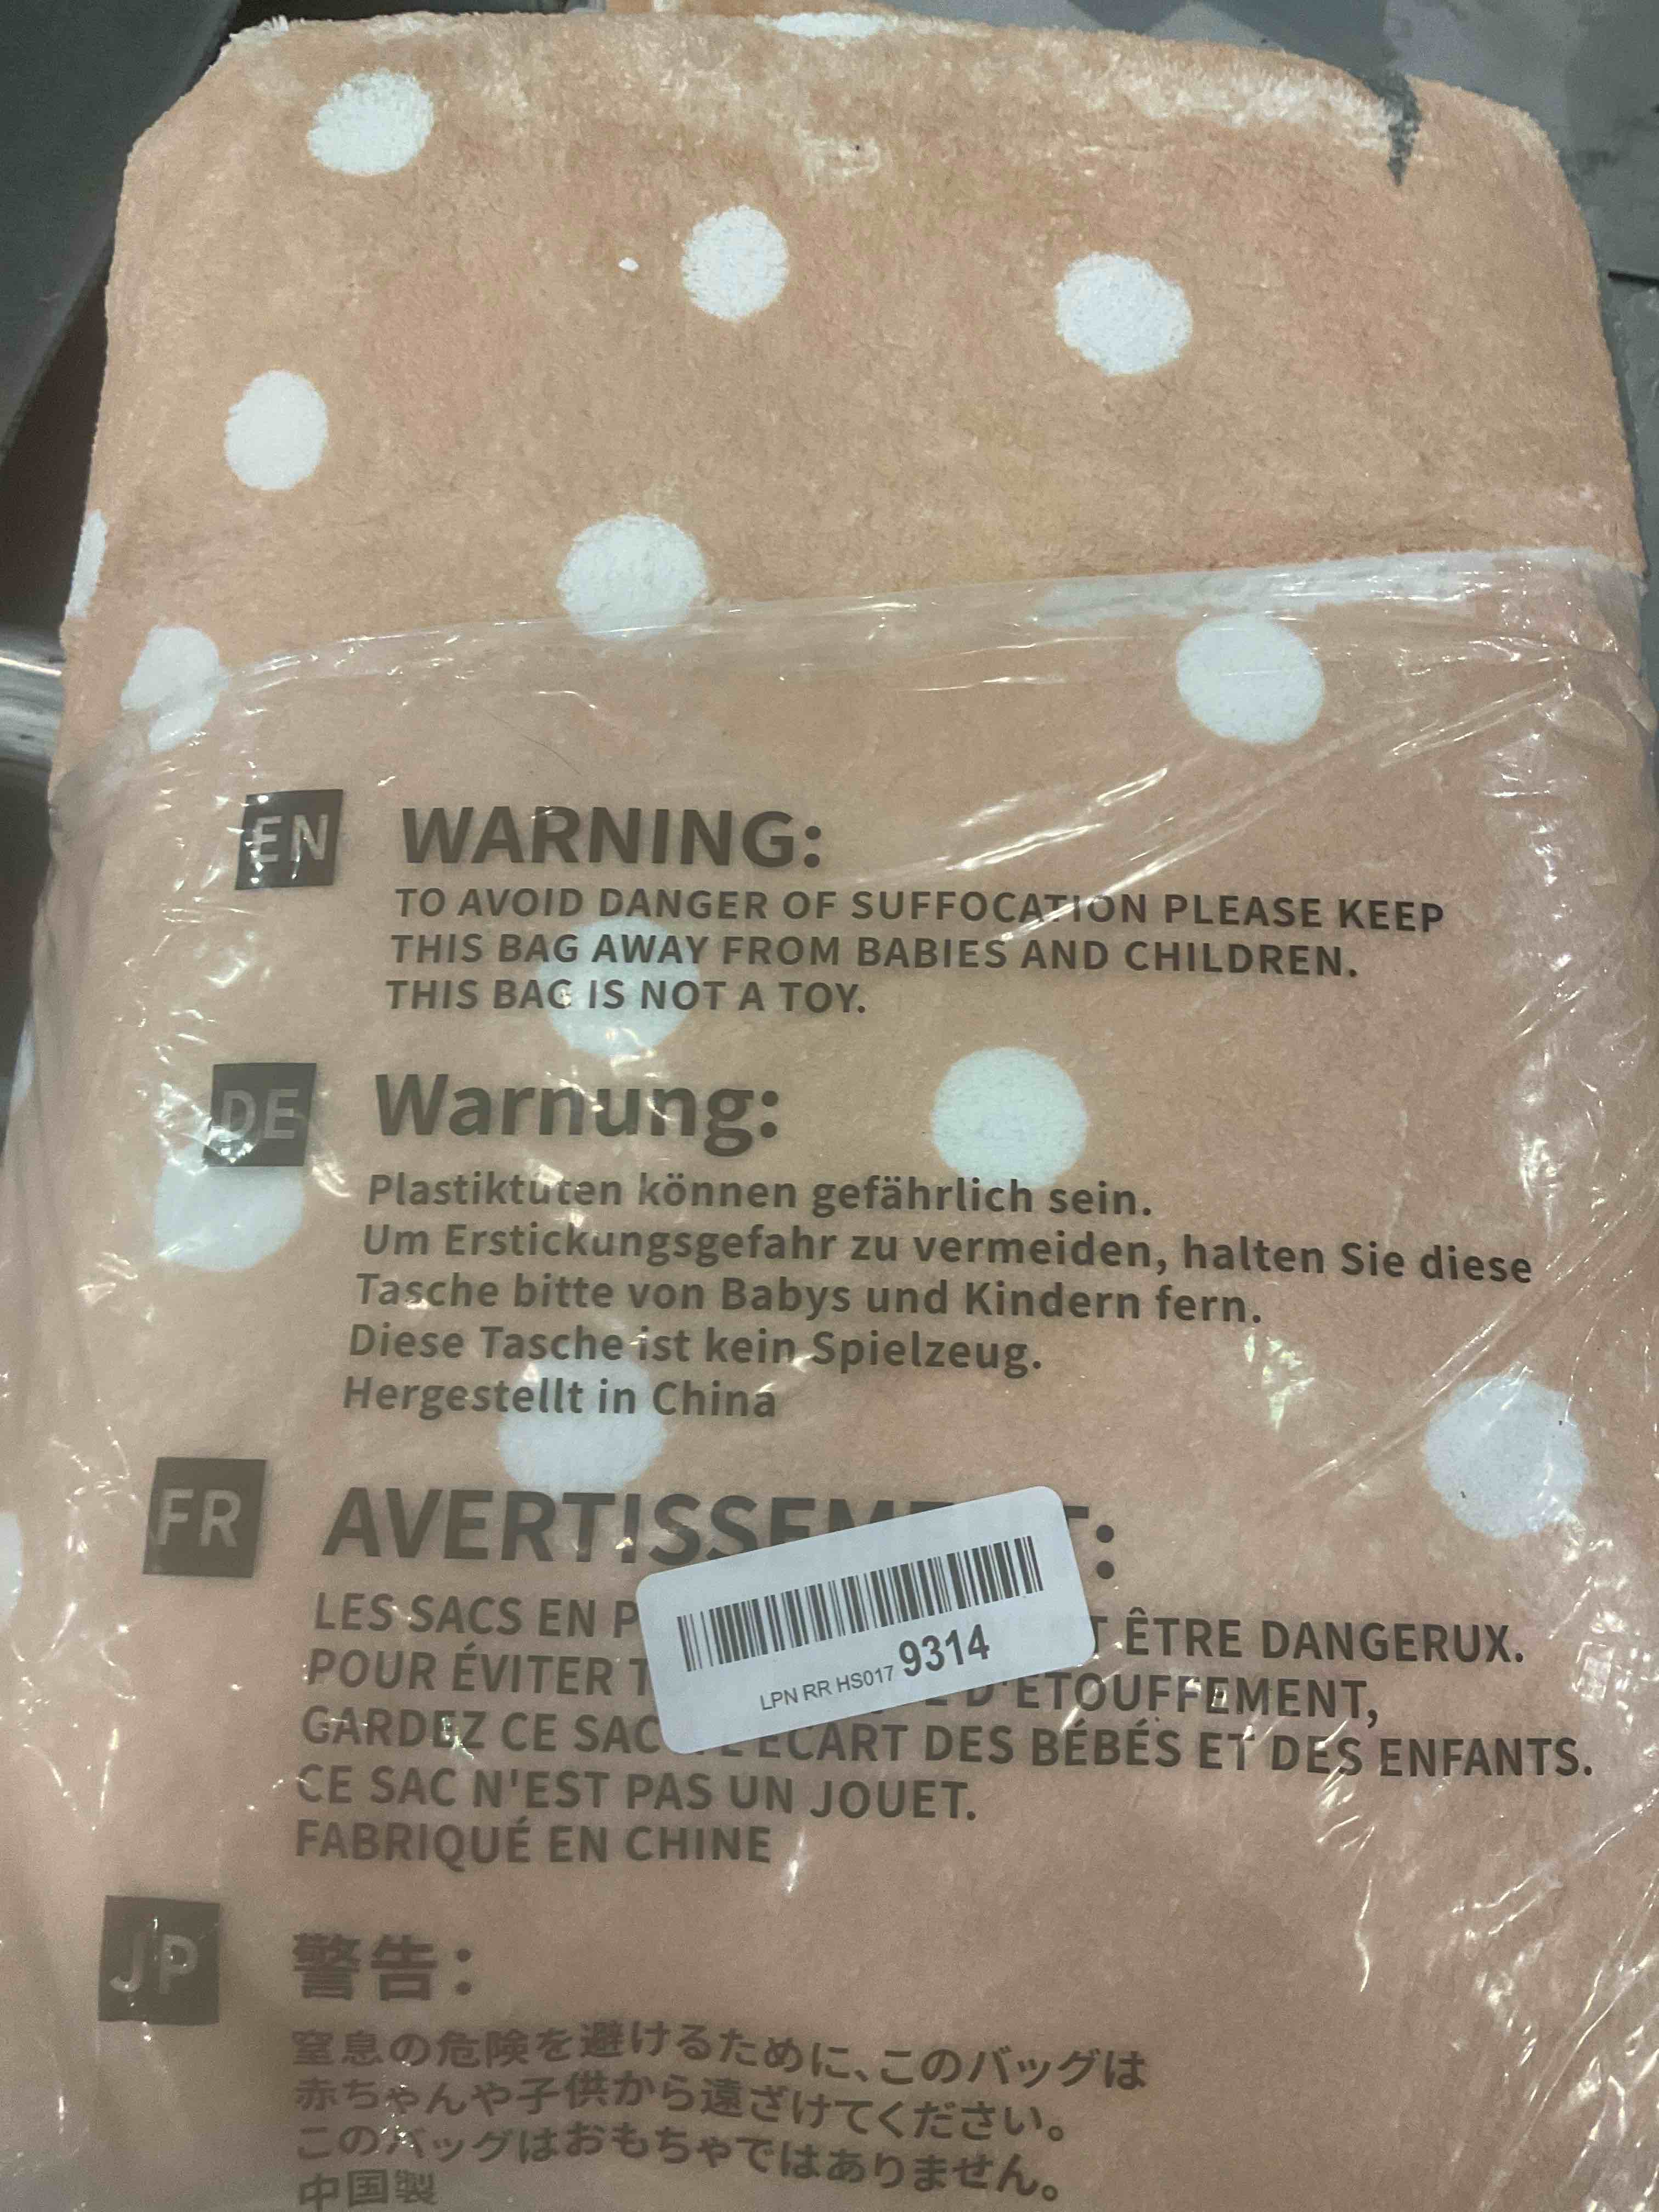 EN WARNING:
TO AVOID DANGER OF SUFFOCATION PLEASE KEEP
THIS BAG AWAY FROM BABIES AND CHILDREN.
THIS BAG IS NOT A TOY.
DE Warnung:
Plastiktuten können gefährlich sein.
Um Erstickungsgefahr zu vermeiden, halten Sie diese
Tasche bitte von Babys und Kindern fern.
Diese Tasche ist kein Spielzeug.
Hergestellt in China
FR
LES SACS EN ÊTRE DANGERUX.
POUR ÉVITER D'ETOUFFEMENT,
GARDEZ CE SAC ECART DES BÉBÉS ET DES ENFANTS.
CE SAC N'EST PAS UN JOUET.
FABRIQUÉ EN CHINE
LPN RR HS017 9314
JP 警告：
窒息の危険を避けるために、このバッグは
赤ちゃんや子供から遠ざけてください。
このバッグはおもちゃではありません。
中国製